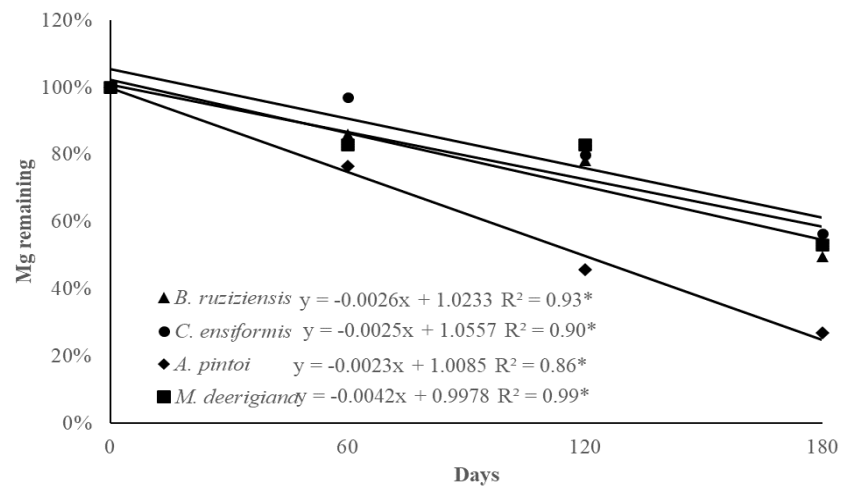 120%
100%
80%
60%
40%
20%
0%
Mg remaining
B. ruziziensis y = -0.0026x + 1.0233 R² = 0.93*
C. ensiformis y = -0.0025x + 1.0557 R² = 0.90*
A. pintoi y = -0.0023x + 1.0085 R² = 0.86*
M. deerigiana y = -0.0042x + 0.9978 R² = 0.99*
0 60 120 180
Days